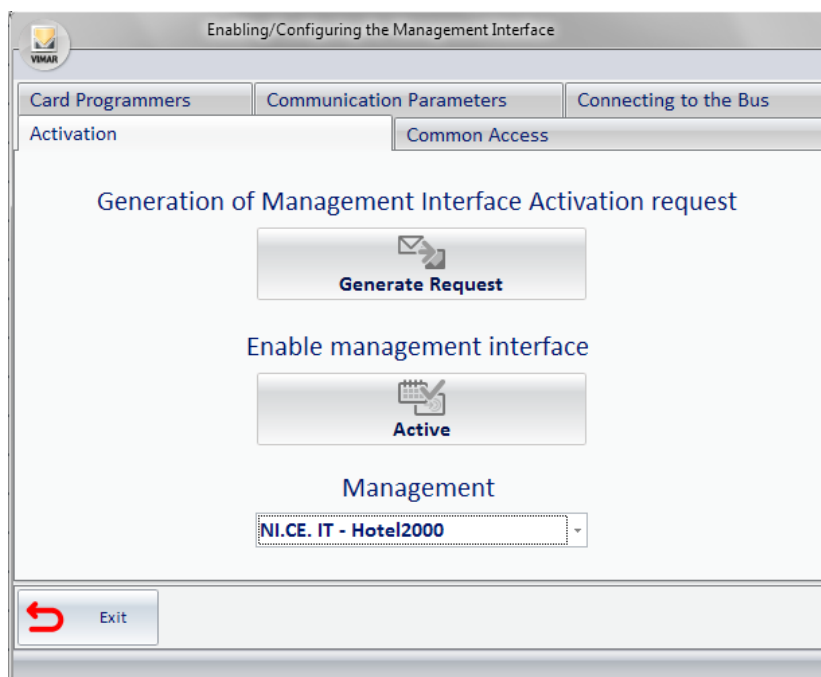 Enabling/Configuring the Management Interface
VIMAR
Card Programmers
Communication Parameters
Connecting to the Bus
Activation
Common Access
Generation of Management Interface Activation request
Generate Request
Enable management interface
Active
Management
NI.CE. IT - Hotel2000
Exit